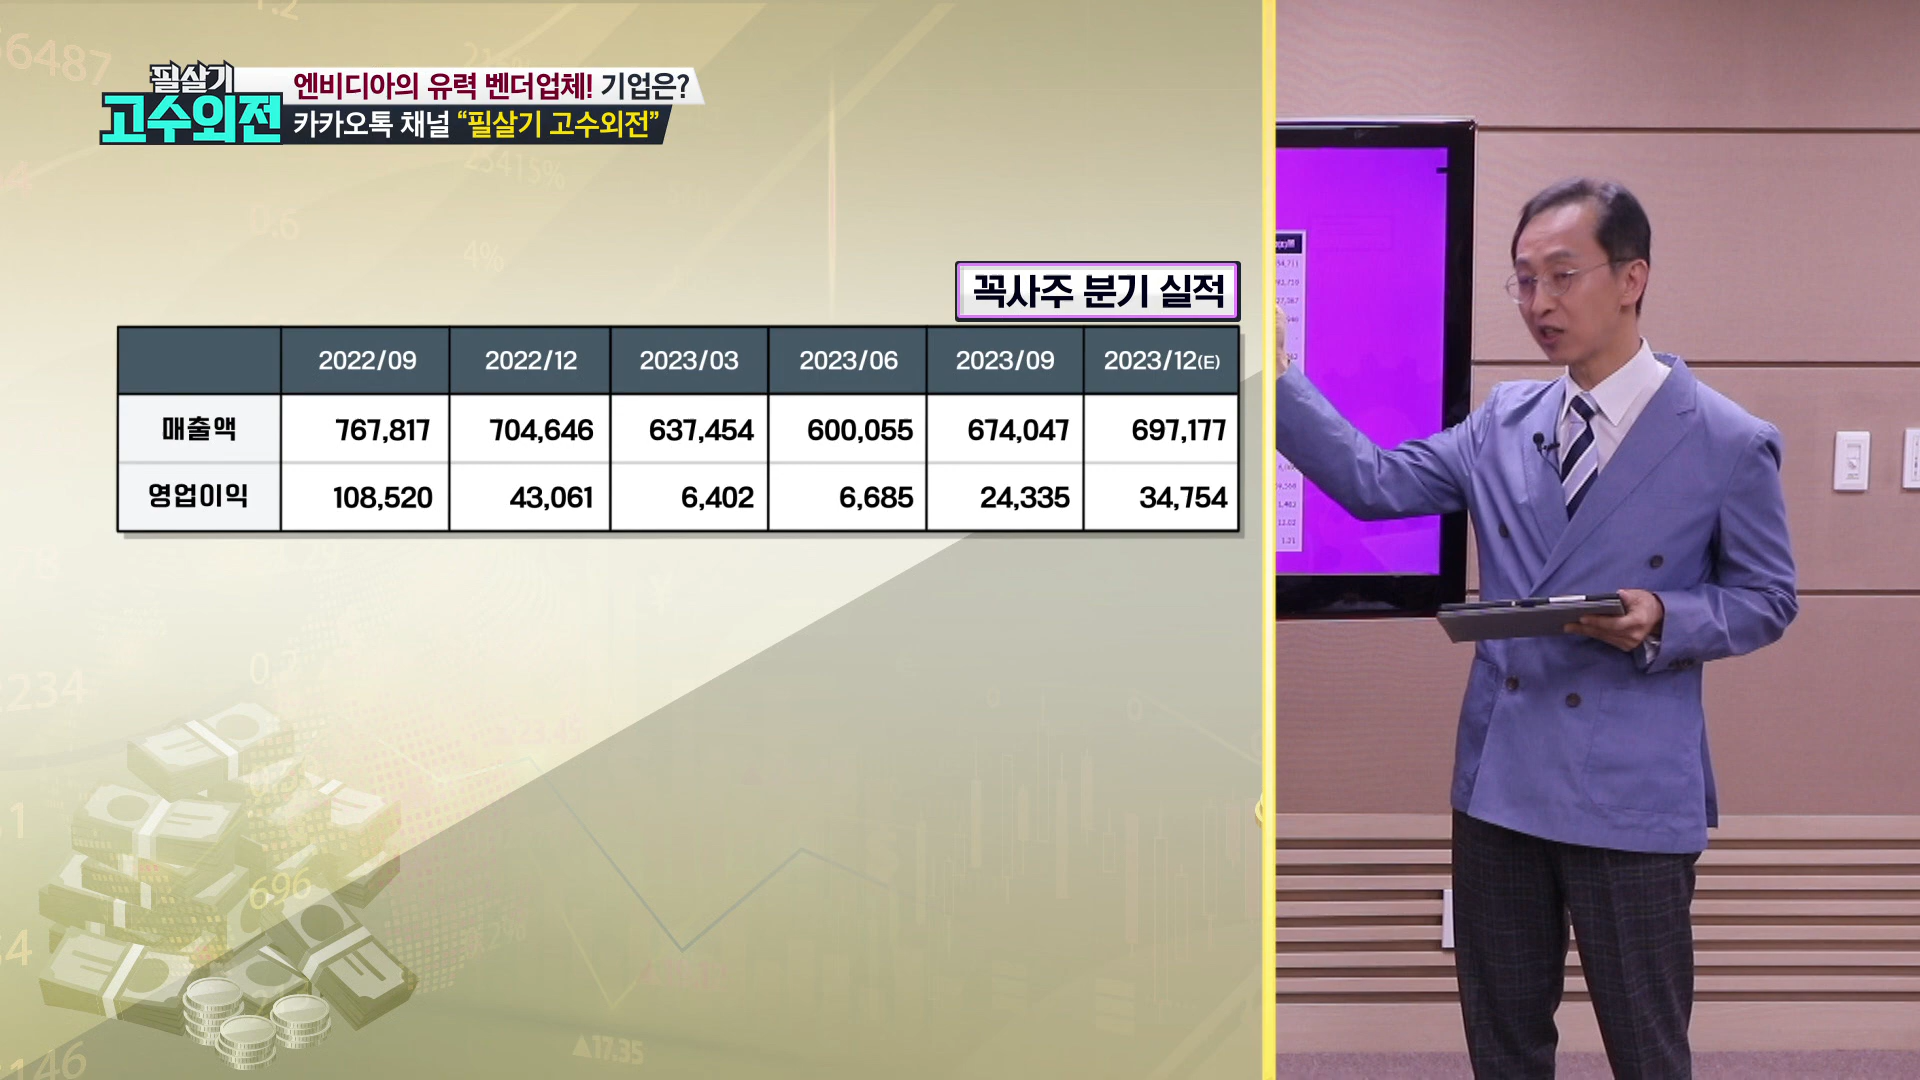 필살기
고수외전
엔비디아의 유력 벤더업체! 기업은?
카카오톡 채널 “필살기 고수외전”
꼭사주 분기 실적
2022/09 2022/12 2023/03 2023/06 2023/09 2023/12(E)
매출액 767,817 704,646 637,454 600,055 674,047 697,177
영업이익 108,520 43,061 6,402 6,685 24,335 34,754
696
▲17.35